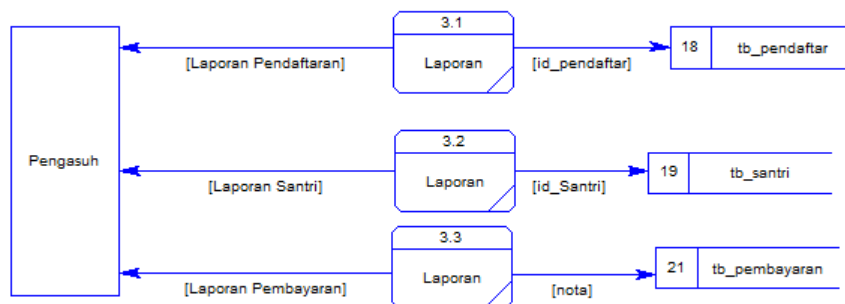 3.1
18 tb_pendaftar
[Laporan Pendaftaran] Laporan [id_pendaftar]
3.2
Pengasuh
19 tb_santri
[Laporan Santri] Laporan [id_Santri]
3.3
21 tb_pembayaran
[Laporan Pembayaran] Laporan [nota]